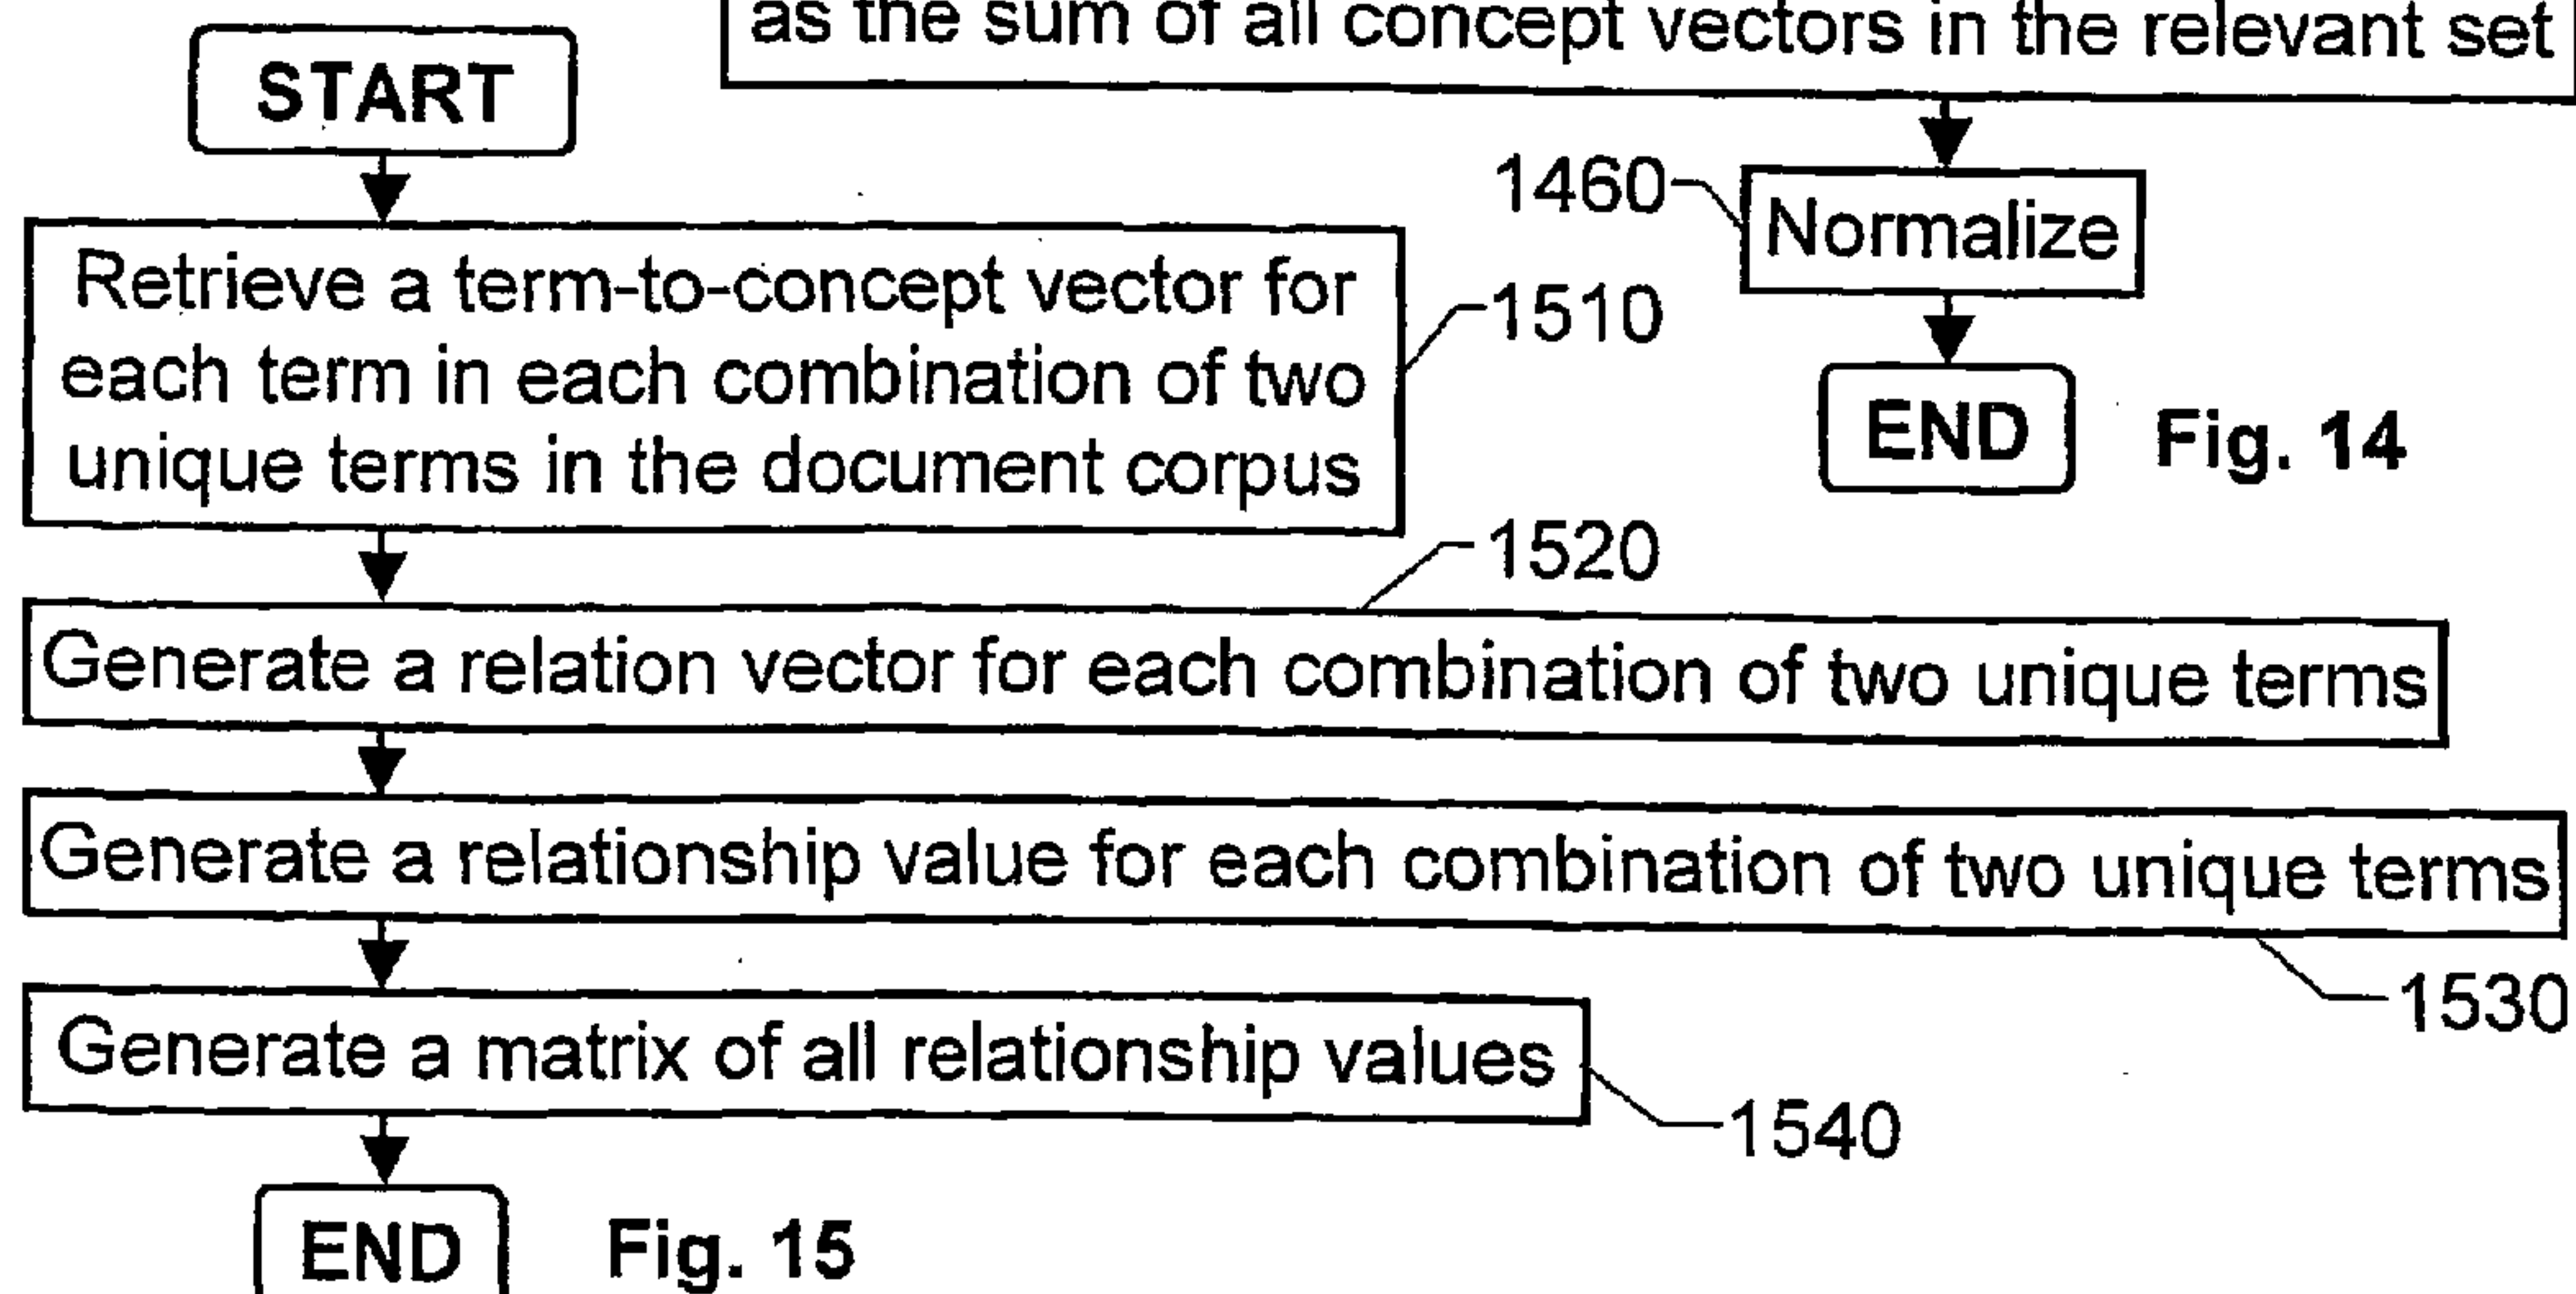 as the sum of all concept vectors in the relevant set
1460
Normalize
END
Fig. 14
START
Retrieve a term-to-concept vector for
each term in each combination of two
unique terms in the document corpus
1510
1520
Generate a relation vector for each combination of two unique terms
Generate a relationship value for each combination of two unique terms
1530
Generate a matrix of all relationship values
1540
END
Fig. 15